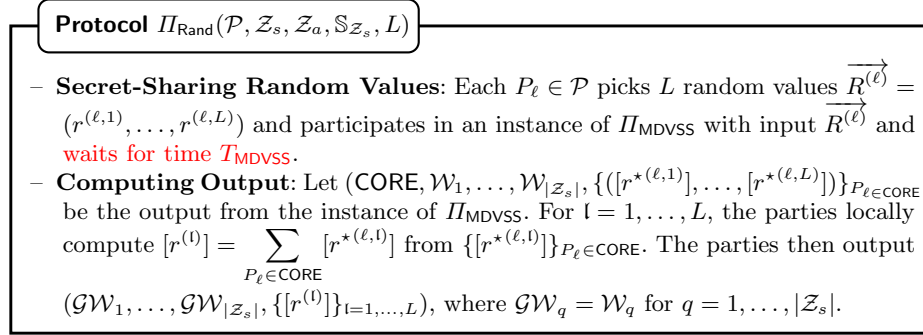 Protocol Π_Rand(𝒫, 𝒵_s, 𝒵_a, 𝕊_{𝒵_s}, L)
– Secret-Sharing Random Values: Each P_ℓ ∈ 𝒫 picks L random values \overrightarrow{R^{(ℓ)}} =
(r^{(ℓ,1)}, . . . , r^{(ℓ,L)}) and participates in an instance of Π_MDVSS with input \overrightarrow{R^{(ℓ)}} and
waits for time T_MDVSS.
– Computing Output: Let (CORE, 𝒲_1, . . . , 𝒲_{|𝒵_s|}, {([r^{⋆(ℓ,1)}], . . . , [r^{⋆(ℓ,L)}])}_{P_ℓ∈CORE}
be the output from the instance of Π_MDVSS. For 𝔩 = 1, . . . , L, the parties locally
compute [r^{(𝔩)}] = ∑_{P_ℓ∈CORE} [r^{⋆(ℓ,𝔩)}] from {[r^{⋆(ℓ,𝔩)}]}_{P_ℓ∈CORE}. The parties then output
(𝒢𝒲_1, . . . , 𝒢𝒲_{|𝒵_s|}, {[r^{(𝔩)}]}_{𝔩=1,...,L}), where 𝒢𝒲_q = 𝒲_q for q = 1, . . . , |𝒵_s|.